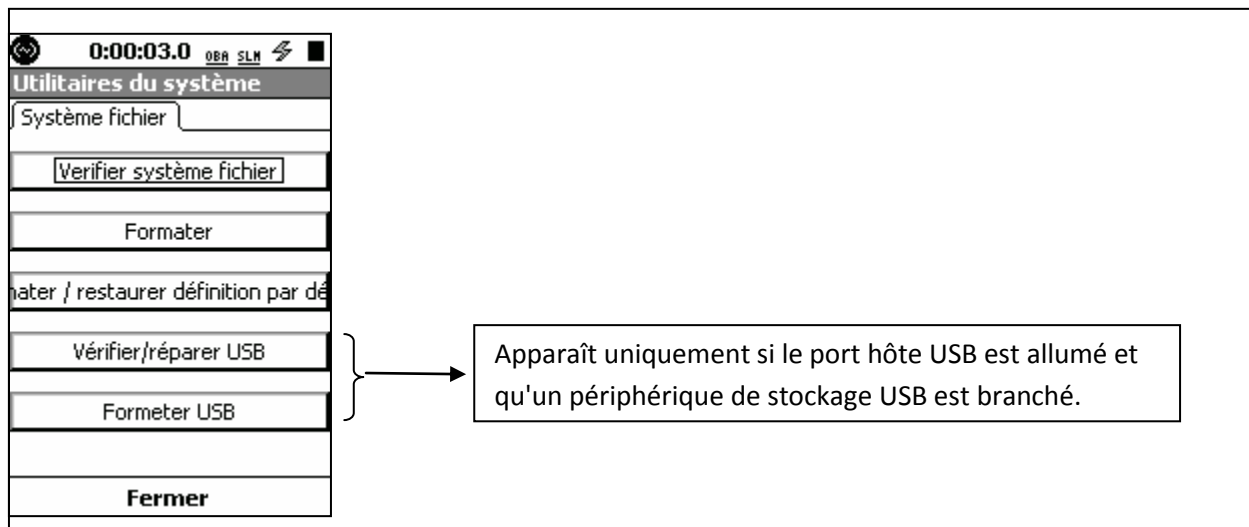 0:00:03.0 OBA SLM
Utilitaires du système
Système fichier
Verifier système fichier
Formater
mater / restaurer définition par dé
Vérifier/réparer USB
Formeter USB
Fermer
Apparaît uniquement si le port hôte USB est allumé et
qu'un périphérique de stockage USB est branché.